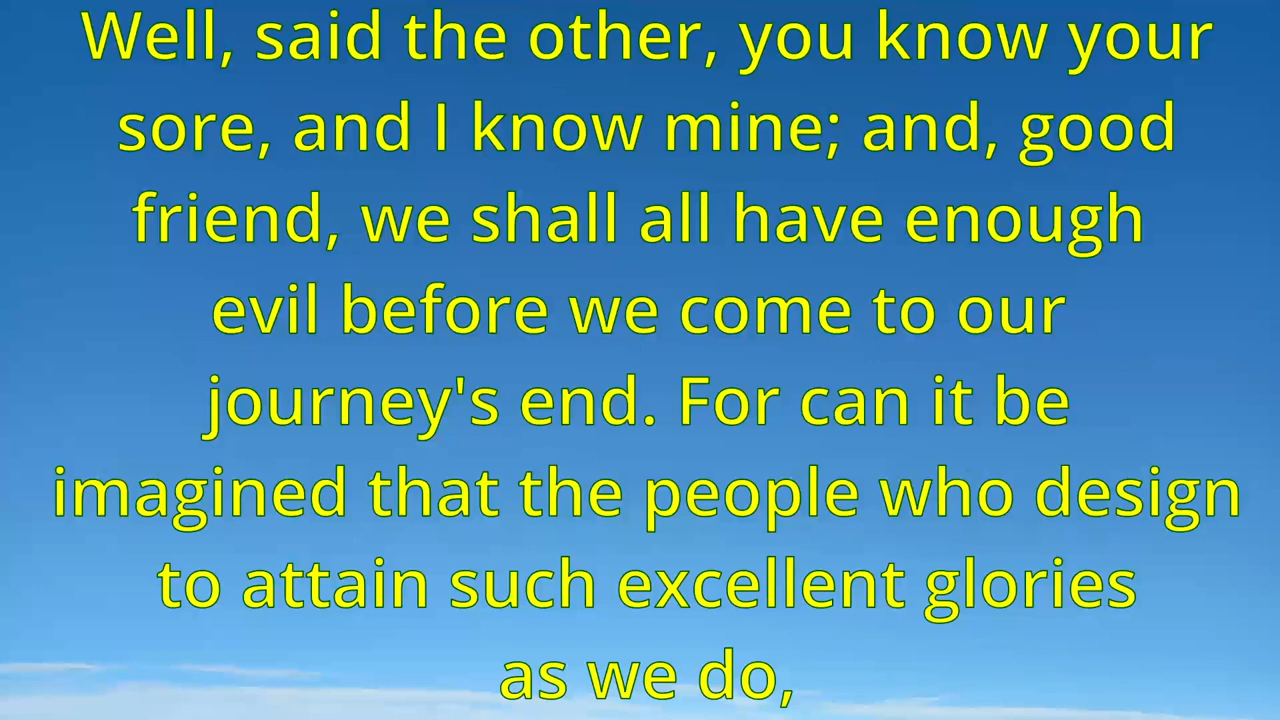 Well, said the other, you know your
sore, and I know mine; and, good
friend, we shall all have enough
evil before we come to our
journey's end. For can it be
imagined that the people who design
to attain such excellent glories
as we do,